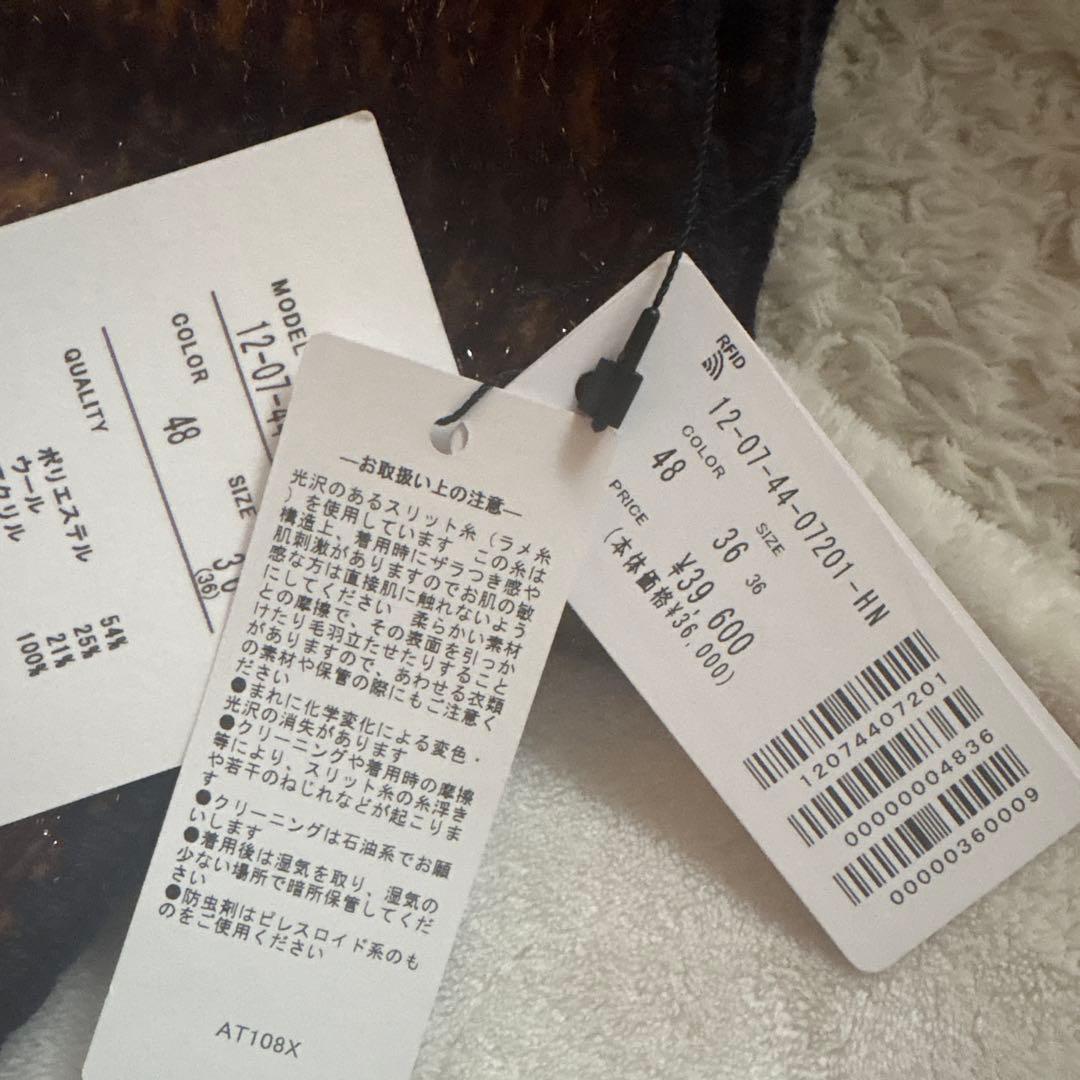 MODEL
12-07-4
COLOR
48
SIZE
(36)
QUALITY
ポリエステル 54%
ウール 25%
クリル 21%
100%
―お取扱い上の注意―
光沢のあるスリット糸(ラメ糸
)を使用しています この糸は
構造上、着用時にザラつき感や
肌刺激がありますのでお肌の敏
感な方は直接肌に触れないよう
にしてください 柔らかい素材
との摩擦で、その表面を引っか
けたり毛羽立たせたりすること
がありますので、あわせる衣類
の素材や保管の際にもご注意く
ださい
●まれに化学変化による変色・
光沢の消失があります
●クリーニングや着用時の摩擦
等により、スリット糸の糸浮き
や若干のねじれなどが起こりま
す
●クリーニングは石油系でお願
いします
●着用後は湿気を取り、湿気の
少ない場所で暗所保管してくだ
さい
●防虫剤はピレスロイド系のも
のをご使用ください
AT108X
RFID
12-07-44-07201-HN
COLOR
48
SIZE
36 36
PRICE
¥39,600
(本体価格¥36,000)
12074407201
0000004836
0000360009